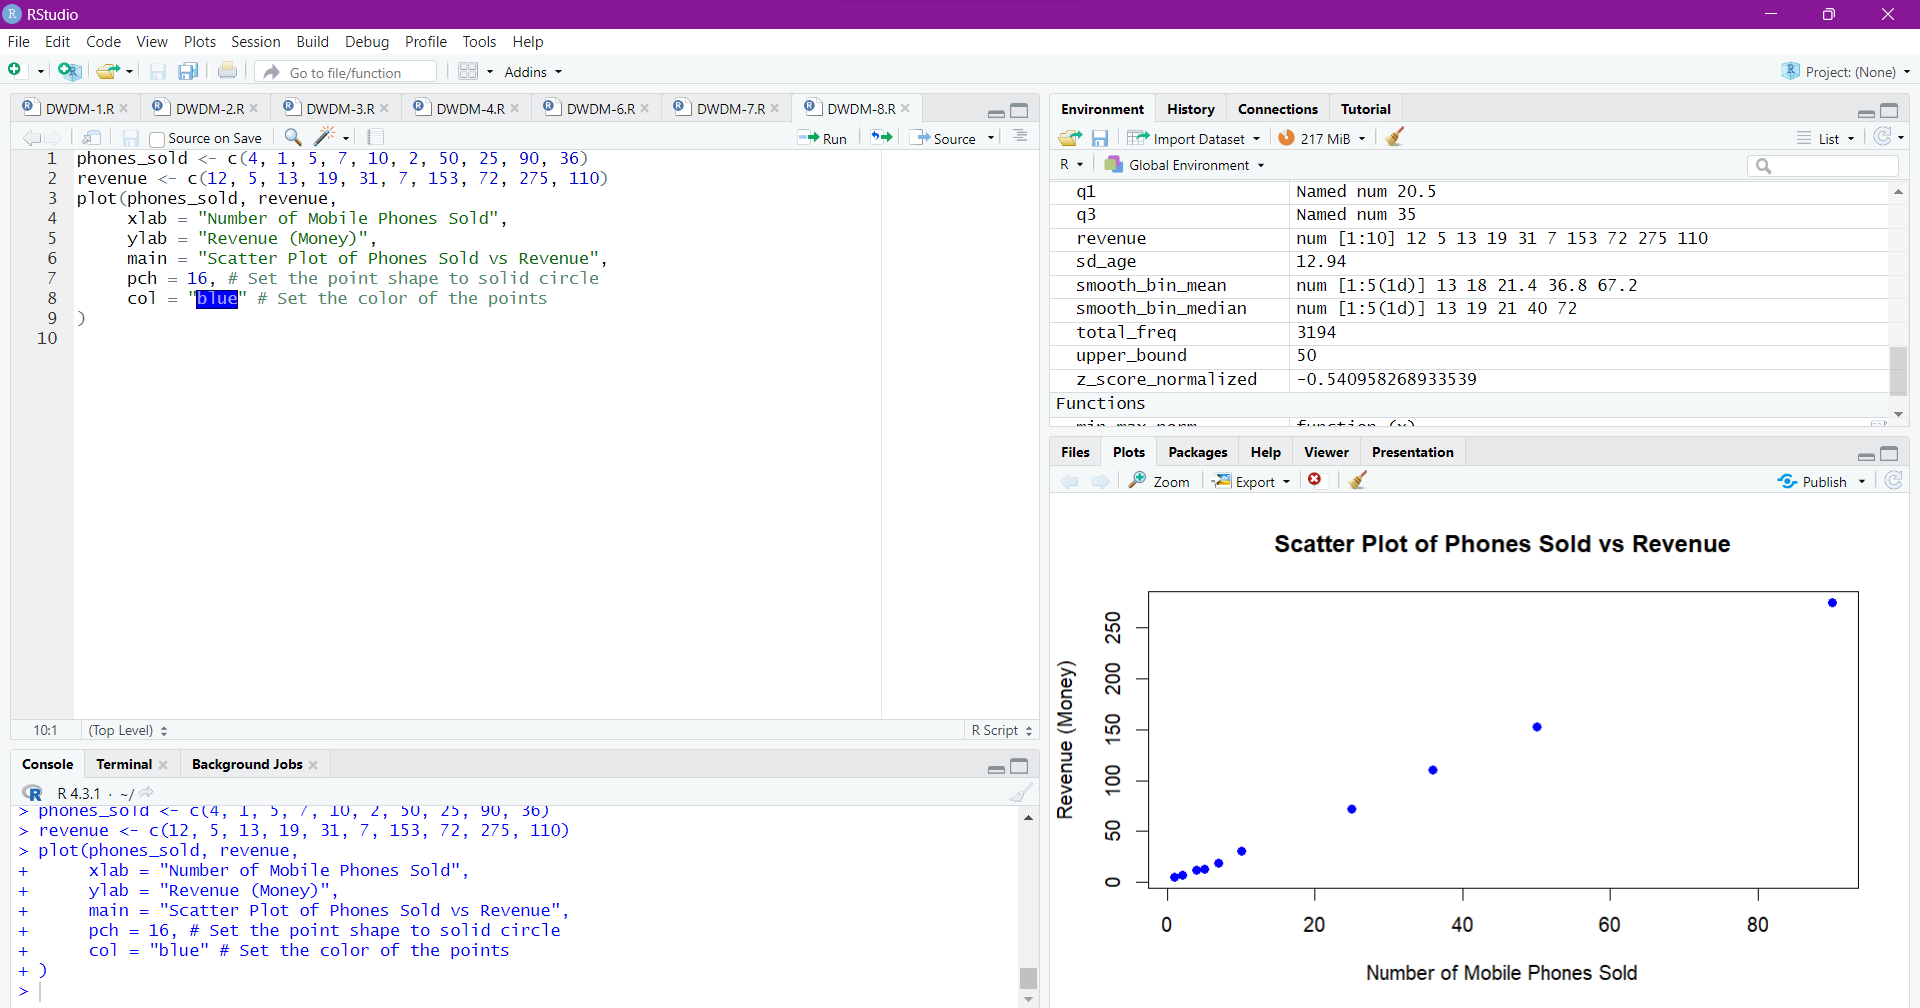 RStudio
File Edit Code View Plots Session Build Debug Profile Tools Help
Go to file/function Addins Project: (None)
DWDM-1.R DWDM-2.R DWDM-3.R DWDM-4.R DWDM-6.R DWDM-7.R DWDM-8.R
Source on Save Run Source
1 phones_sold <- c(4, 1, 5, 7, 10, 2, 50, 25, 90, 36)
2 revenue <- c(12, 5, 13, 19, 31, 7, 153, 72, 275, 110)
3 plot(phones_sold, revenue,
4 xlab = "Number of Mobile Phones Sold",
5 ylab = "Revenue (Money)",
6 main = "Scatter Plot of Phones Sold vs Revenue",
7 pch = 16, # Set the point shape to solid circle
8 col = "blue" # Set the color of the points
9 )
10
10:1 (Top Level) R Script
Console Terminal Background Jobs
R 4.3.1 · ~/
> phones_sold <- c(4, 1, 5, 7, 10, 2, 50, 25, 90, 36)
> revenue <- c(12, 5, 13, 19, 31, 7, 153, 72, 275, 110)
> plot(phones_sold, revenue,
+ xlab = "Number of Mobile Phones Sold",
+ ylab = "Revenue (Money)",
+ main = "Scatter Plot of Phones Sold vs Revenue",
+ pch = 16, # Set the point shape to solid circle
+ col = "blue" # Set the color of the points
+ )
>
Environment History Connections Tutorial
Import Dataset 217 MiB List
R Global Environment
q1 Named num 20.5
q3 Named num 35
revenue num [1:10] 12 5 13 19 31 7 153 72 275 110
sd_age 12.94
smooth_bin_mean num [1:5(1d)] 13 18 21.4 36.8 67.2
smooth_bin_median num [1:5(1d)] 13 19 21 40 72
total_freq 3194
upper_bound 50
z_score_normalized -0.540958268933539
Functions
min_max_norm function (x)
Files Plots Packages Help Viewer Presentation
Zoom Export Publish
Scatter Plot of Phones Sold vs Revenue
Revenue (Money)
250
200
150
100
50
0
0 20 40 60 80
Number of Mobile Phones Sold